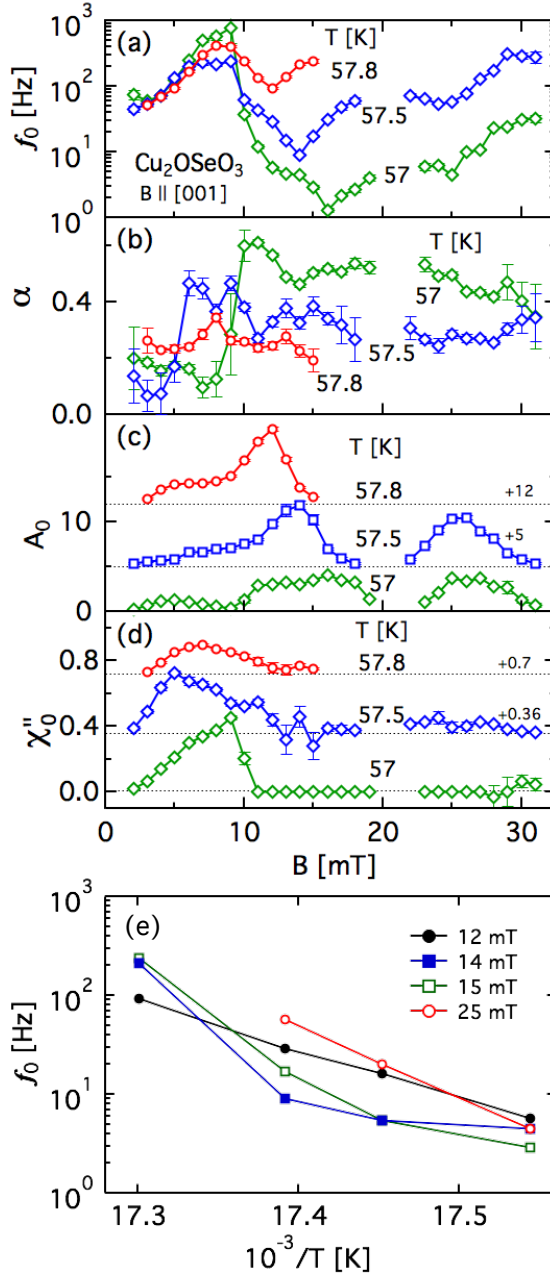 (a)
T [K]
57.8
57.5
57
Cu₂OSeO₃
B || [001]
f₀ [Hz]
10³
10²
10¹
10⁰
(b)
T [K]
57
57.5
57.8
α
0.4
0.0
(c)
T [K]
57.8
+12
57.5
+5
57
A₀
10
0
(d)
T [K]
57.8
+0.7
57.5
+0.36
57
χ''₀
0.8
0.4
0.0
0 10 20 30
B [mT]
(e)
12 mT
14 mT
15 mT
25 mT
f₀ [Hz]
10³
10²
10¹
10⁰
17.3 17.4 17.5
10⁻³/T [K]